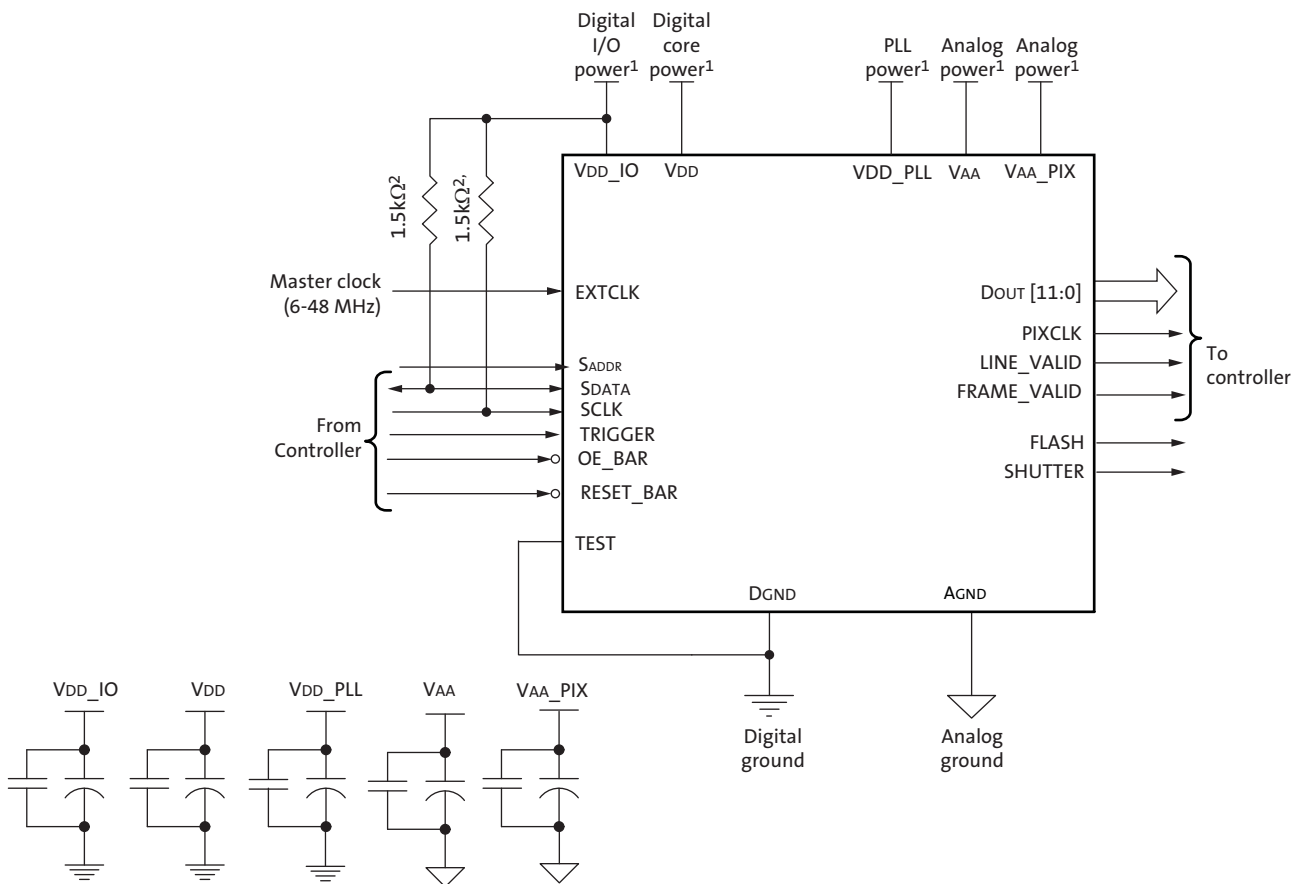 Digital
I/O
power1
Digital
core
power1
PLL
power1
Analog
power1
Analog
power1
VDD_IO
VDD
VDD_PLL
VAA
VAA_PIX
1.5kΩ2
1.5kΩ2,
Master clock
(6-48 MHz)
EXTCLK
SADDR
SDATA
SCLK
TRIGGER
OE_BAR
RESET_BAR
TEST
From
Controller
DOUT [11:0]
PIXCLK
LINE_VALID
FRAME_VALID
FLASH
SHUTTER
To
controller
DGND
AGND
Digital
ground
Analog
ground
VDD_IO
VDD
VDD_PLL
VAA
VAA_PIX